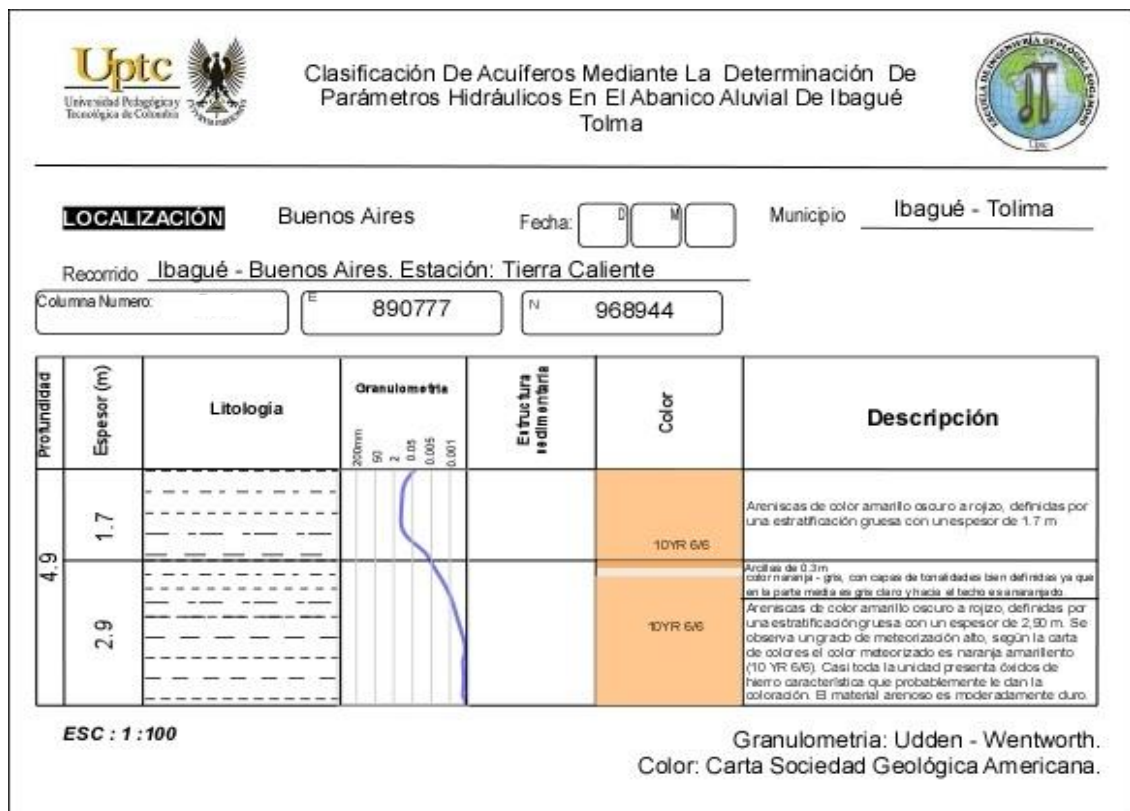 Uptc
Universidad Pedagógica y
Tecnológica de Colombia
Clasificación De Acuíferos Mediante La Determinación De
Parámetros Hidráulicos En El Abanico Aluvial De Ibagué
Tolma
ESCUELA DE INGENIERÍA GEOLÓGICA SOGAMOSO
Uptc
LOCALIZACIÓN
Buenos Aires
Fecha:
D
M
Municipio
Ibagué - Tolima
Recorrido
Ibagué - Buenos Aires. Estación: Tierra Caliente
Columna Numero:
E
890777
N
968944
Profundidad
Espesor (m)
Litología
Granulometria
200mm
50
2
0.05
0.005
0.001
Estructura
sedimentaria
Color
Descripción
4.9
1.7
10YR 6/6
Areniscas de color amarillo oscuro a rojizo, definidas por
una estratificación gruesa con un espesor de 1.7 m
Arcillas de 0.3m
color naranja - gris, con capas de tonalidades bien definidas ya que
en la parte media es gris claro y hacia el techo es anaranjado
2.9
10YR 6/6
Areniscas de color amarillo oscuro a rojizo, definidas por
una estratificación gruesa con un espesor de 2,90 m. Se
observa un grado de meteorización alto, según la carta
de colores el color meteorizado es naranja amarillento
(10 YR 6/6). Casi toda la unidad presenta óxidos de
hierro característica que probablemente le dan la
coloración. El material arenoso es moderadamente duro.
ESC : 1 :100
Granulometria: Udden - Wentworth.
Color: Carta Sociedad Geológica Americana.